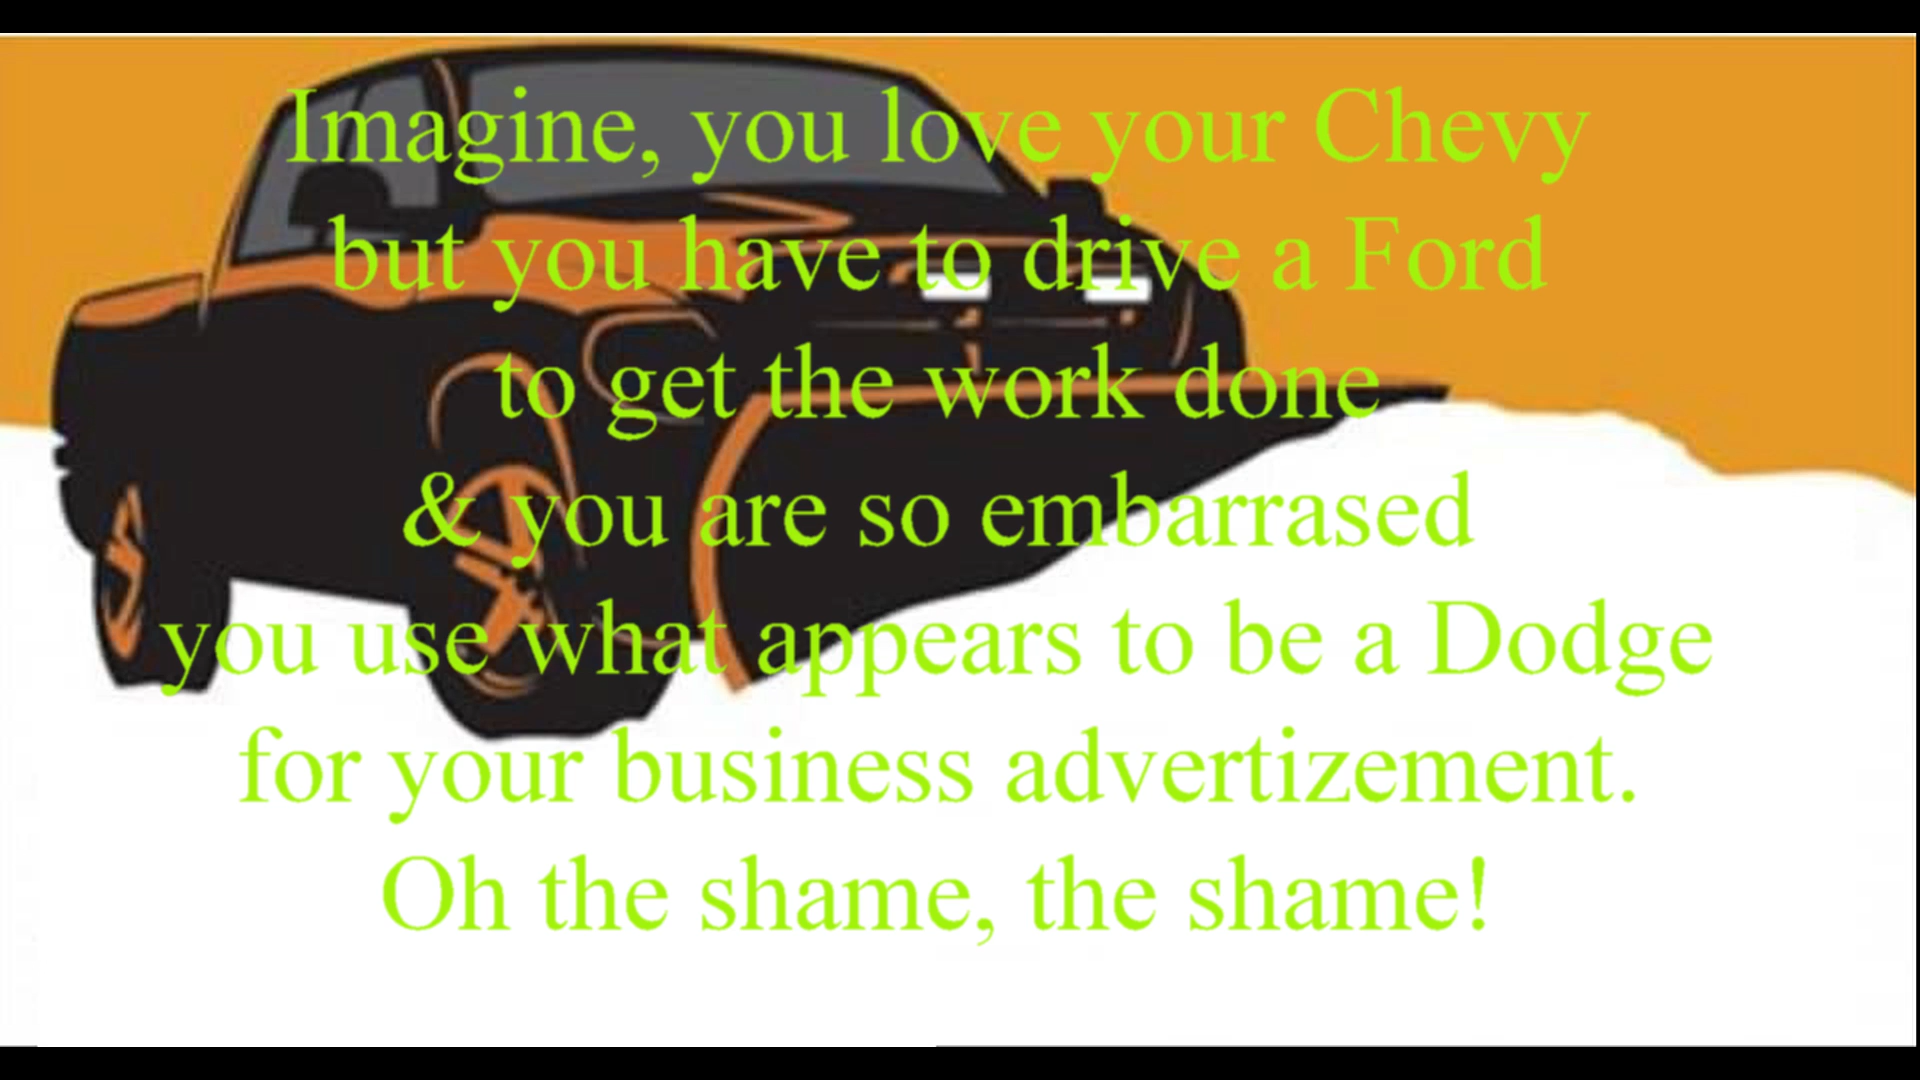 Imagine, you love your Chevy
but you have to drive a Ford
to get the work done
& you are so embarrased
you use what appears to be a Dodge
for your business advertizement.
Oh the shame, the shame!